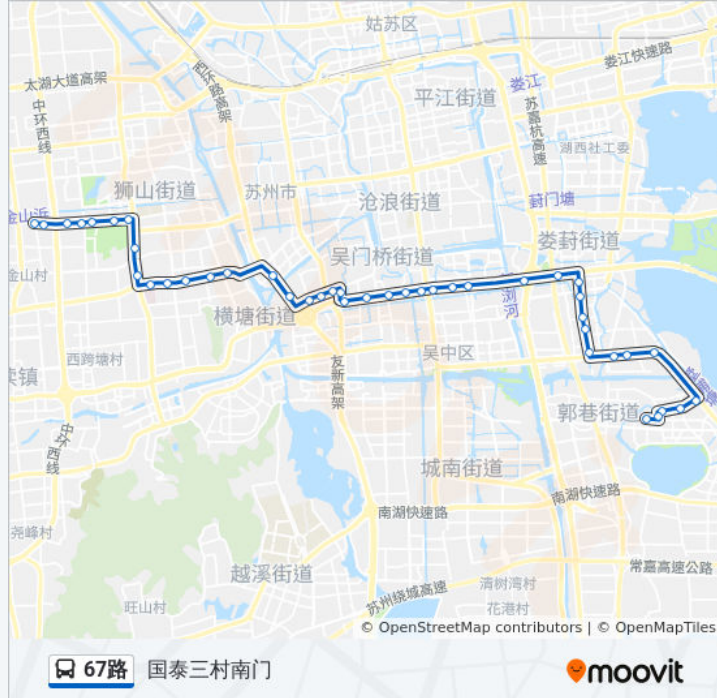 姑苏区
娄江快速路
太湖大道高架
西环路高架
娄江
平江街道
中环西线
苏嘉杭高速
湖西社工委
狮山街道
苏州市
沧浪街道
葑门塘
金山浜
吴门桥街道
娄葑街道
金山村
浏河
横塘街道
西跨塘村
吴中区
友新高架
渎镇
郭巷街道
中环西线
城南街道
南湖快速路
南湖快速路
尧峰村
越溪街道
常嘉高速公路
清树湾村
苏州绕城高速
旺山村
花港村
© OpenStreetMap contributors | © OpenMapTiles
67路 国泰三村南门
moovit